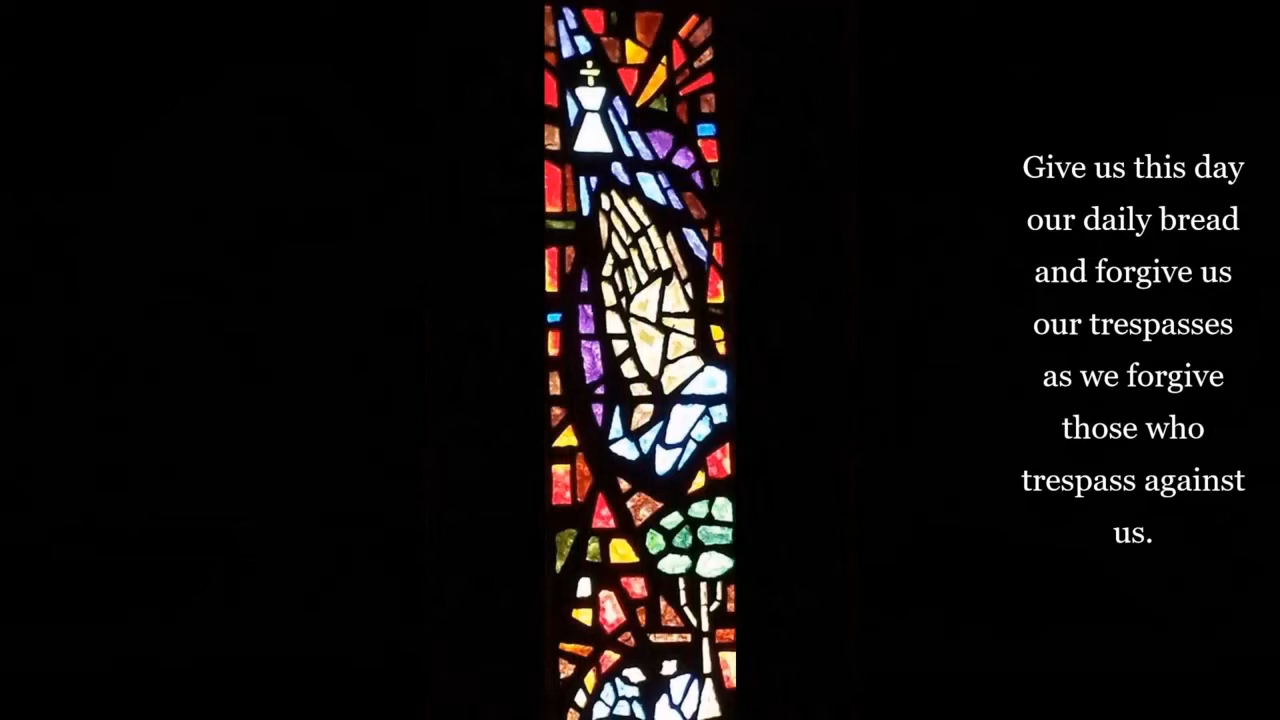 Give us this day
our daily bread
and forgive us
our trespasses
as we forgive
those who
trespass against
us.